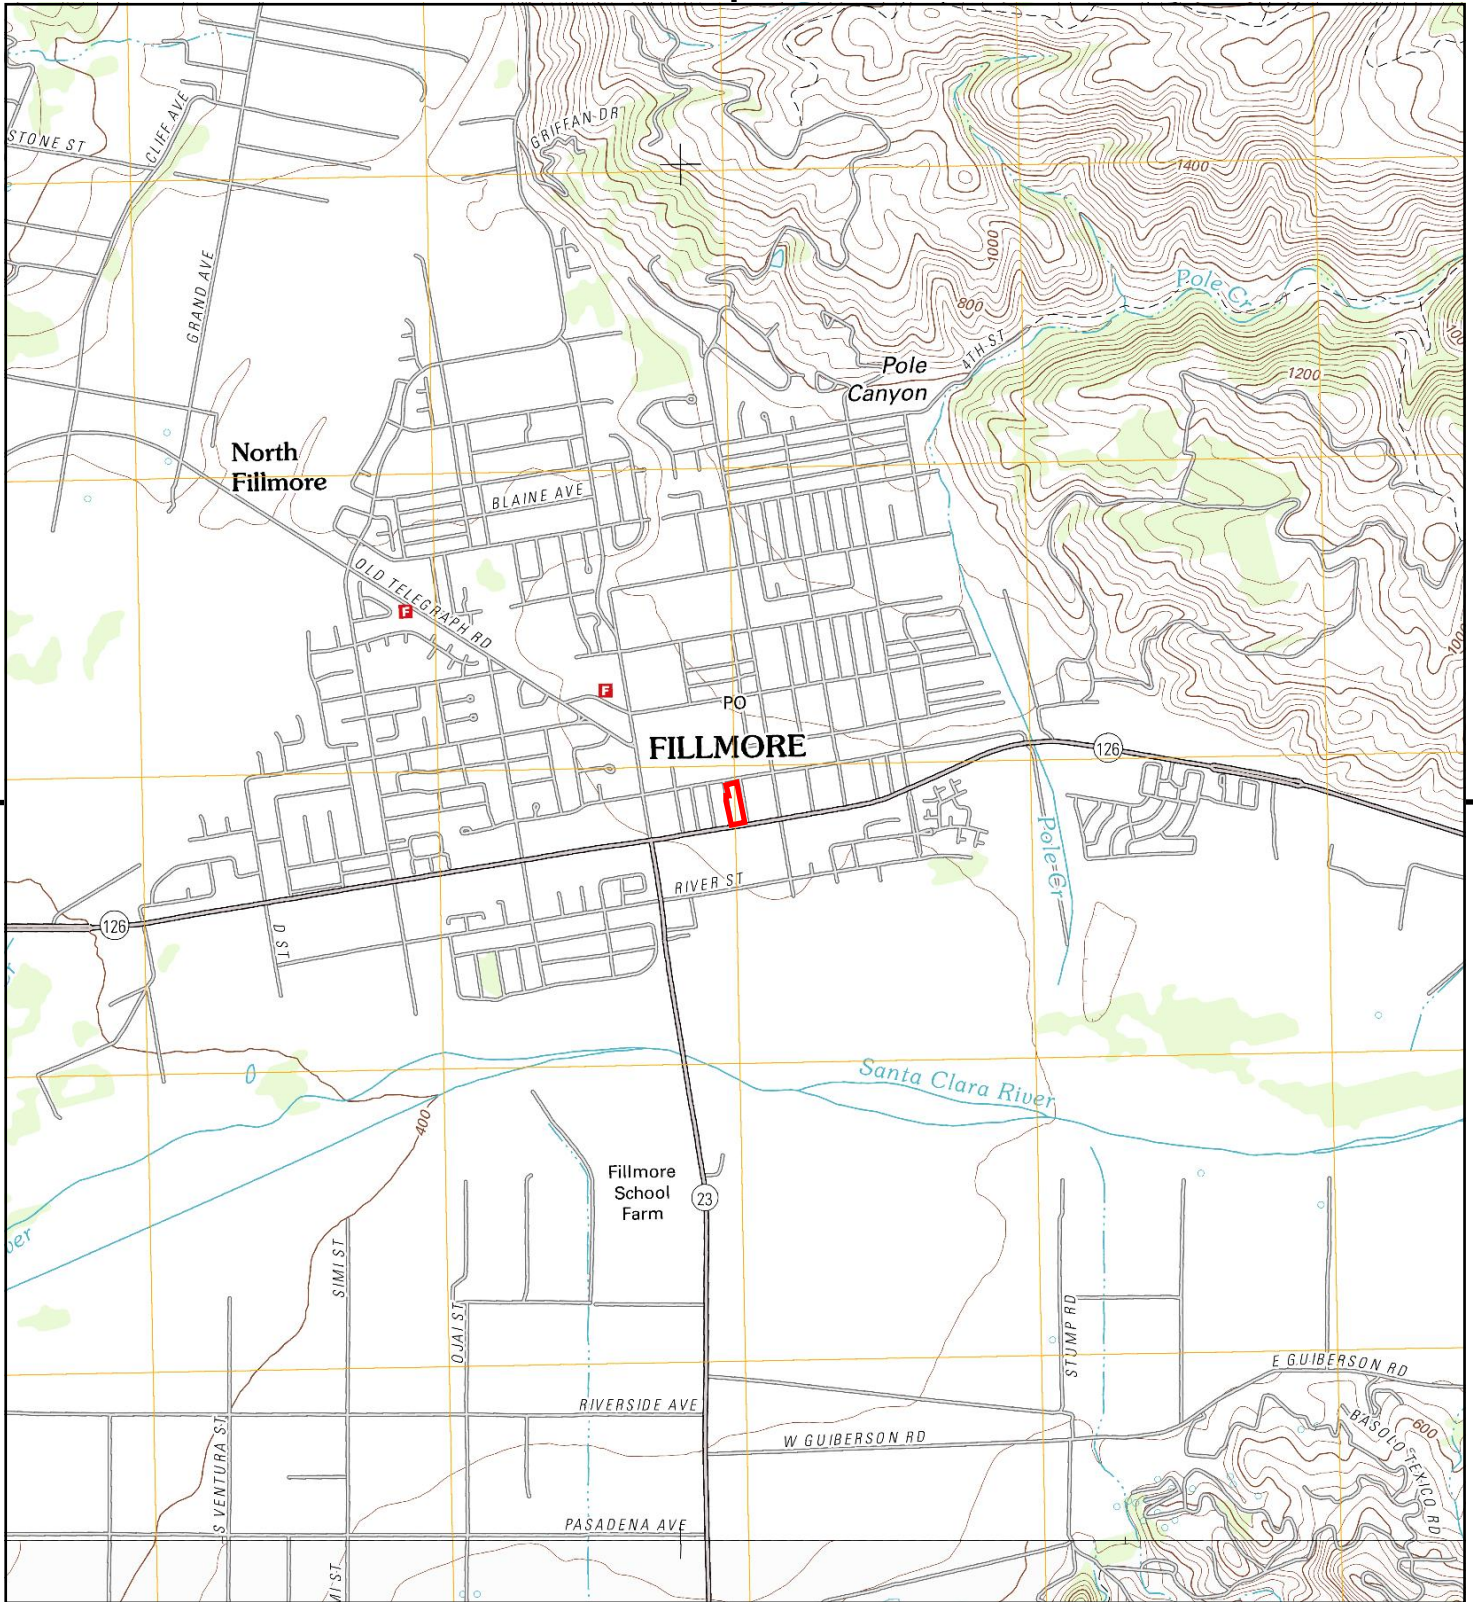 GRIFFAN DR
STONE ST
CLIFF AVE
1400
GRAND AVE
1000
Pole Cr
800
4TH ST
Pole
Canyon
1200
North
Fillmore
BLAINE AVE
OLD TELEGRAPH RD
F
F
1000
PO
FILLMORE
126
Pole Cr
RIVER ST
126
D ST
Santa Clara River
400
Fillmore
School
Farm
23
SIMI ST
OJAI ST
STUMP RD
E GUIBERSON RD
RIVERSIDE AVE
W GUIBERSON RD
BASOLO TEXICO RD
600
S VENTURA ST
PASADENA AVE